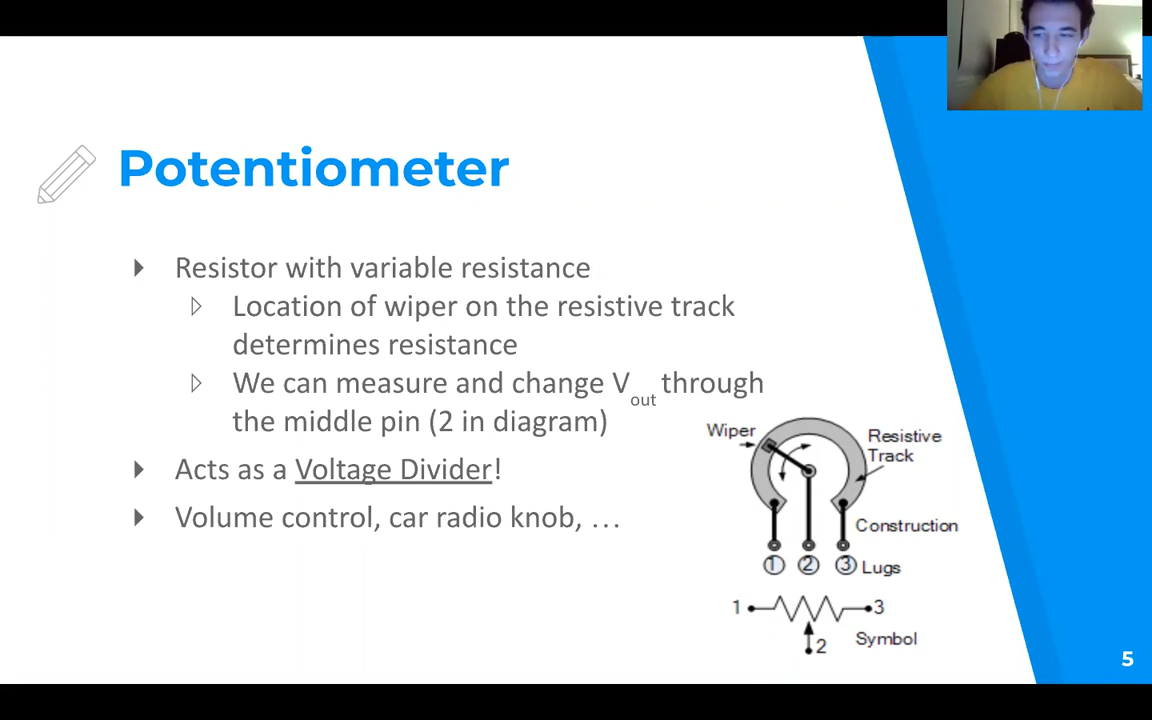 Potentiometer
Resistor with variable resistance
Location of wiper on the resistive track
determines resistance
We can measure and change Vout through
the middle pin (2 in diagram)
Acts as a Voltage Divider!
Volume control, car radio knob, …
Wiper
Resistive
Track
Construction
1 2 3 Lugs
1 3
2 Symbol
5